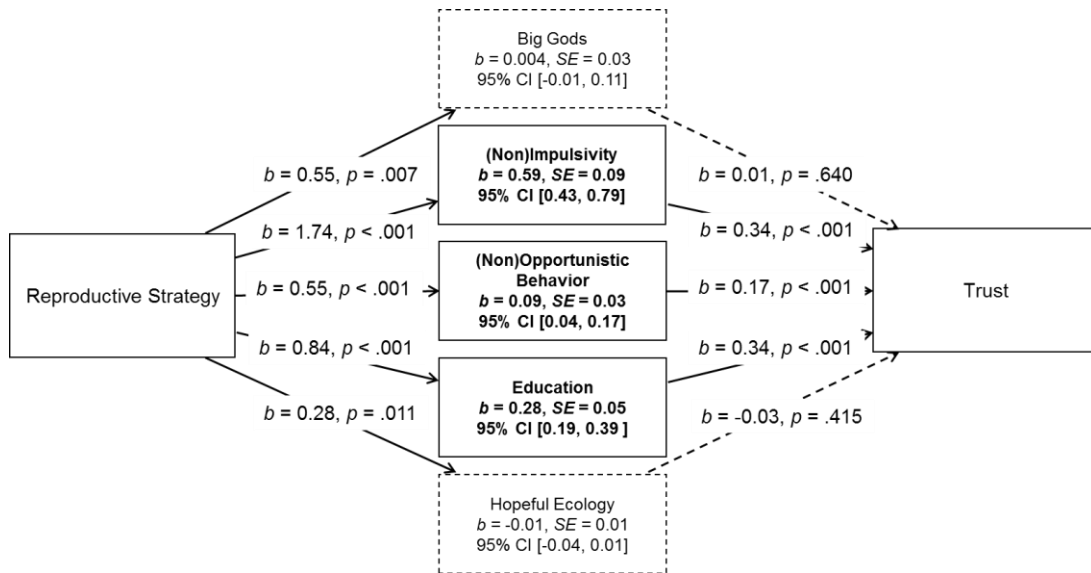 Big Gods
b = 0.004, SE = 0.03
95% CI [-0.01, 0.11]
b = 0.55, p = .007
b = 0.01, p = .640
(Non)Impulsivity
b = 0.59, SE = 0.09
95% CI [0.43, 0.79]
b = 1.74, p < .001
b = 0.34, p < .001
Reproductive Strategy
(Non)Opportunistic
Behavior
b = 0.09, SE = 0.03
95% CI [0.04, 0.17]
b = 0.55, p < .001
b = 0.17, p < .001
Trust
b = 0.84, p < .001
b = 0.34, p < .001
Education
b = 0.28, SE = 0.05
95% CI [0.19, 0.39 ]
b = 0.28, p = .011
b = -0.03, p = .415
Hopeful Ecology
b = -0.01, SE = 0.01
95% CI [-0.04, 0.01]